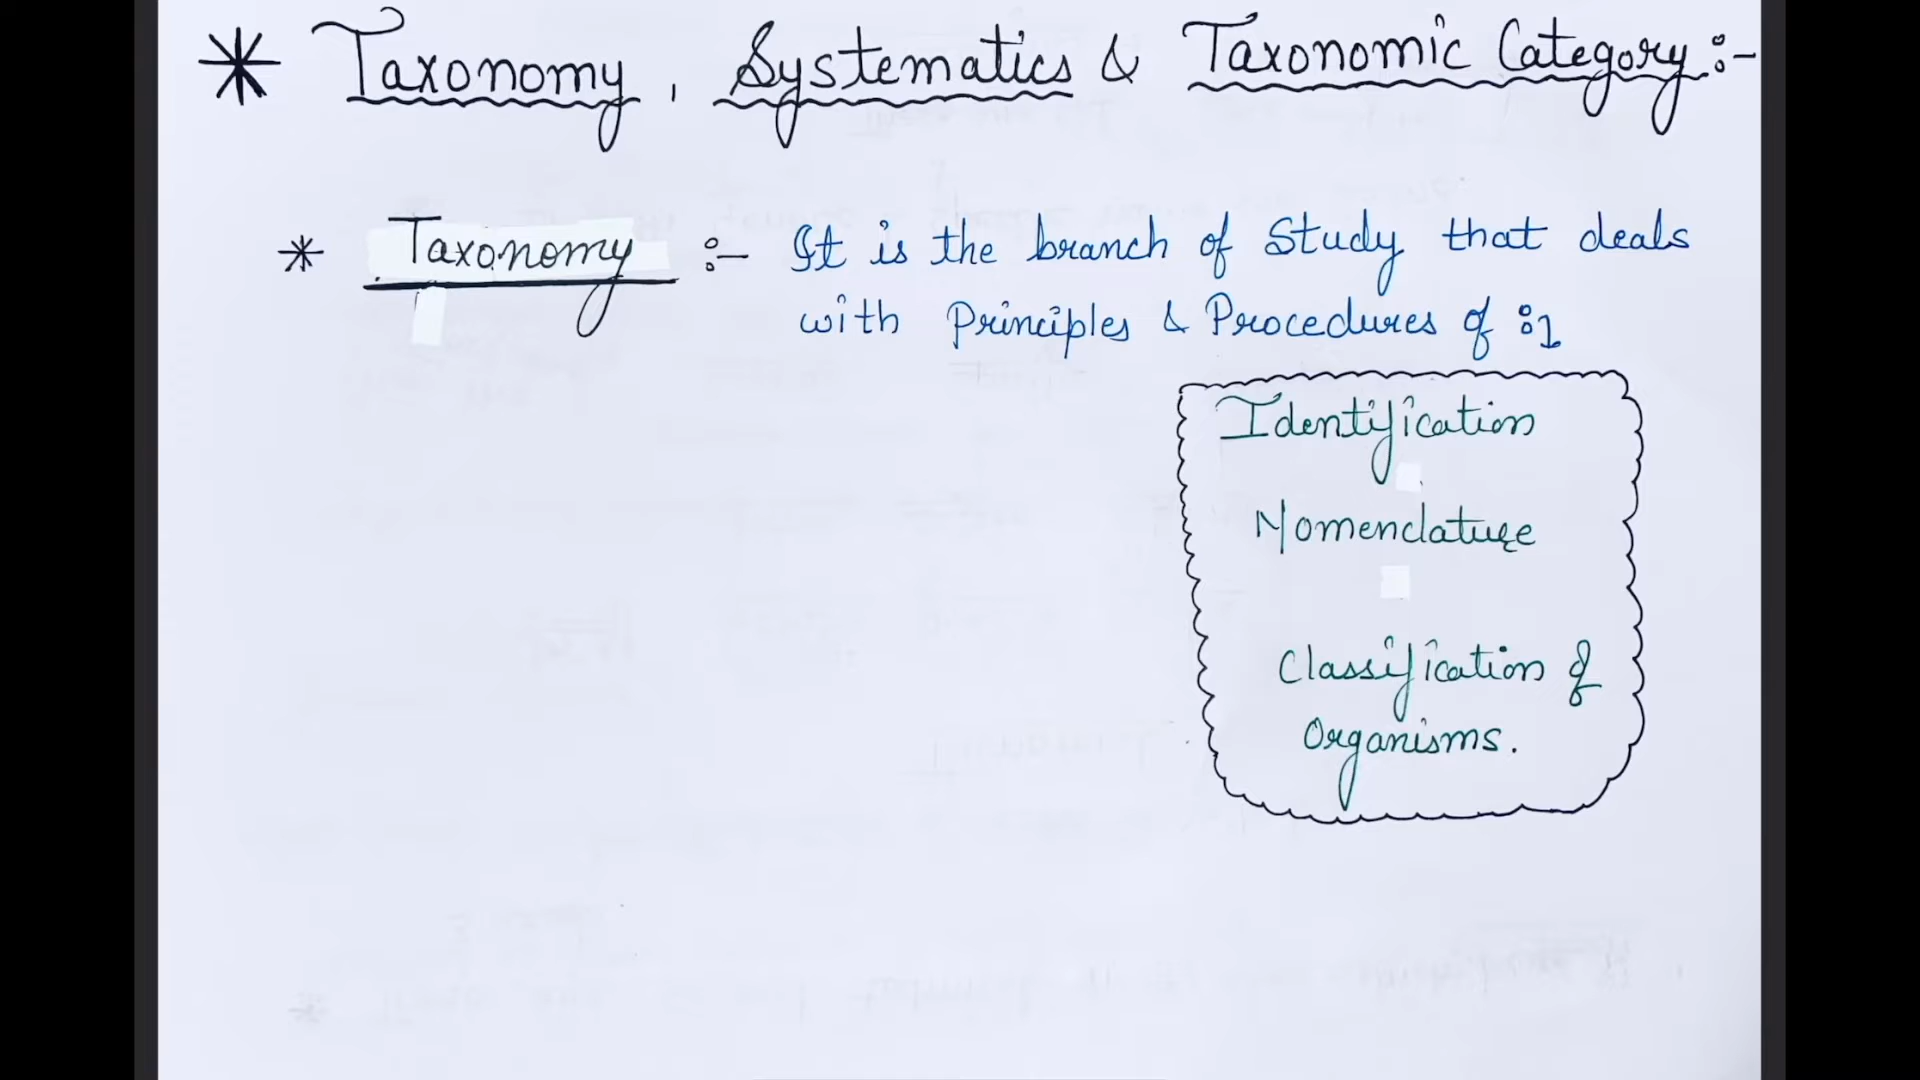 * Taxonomy, Systematics & Taxonomic Category :-
* Taxonomy :- It is the branch of Study that deals
with Principles & Procedures of :1
Identification
Nomenclature
Classification of
Organisms.